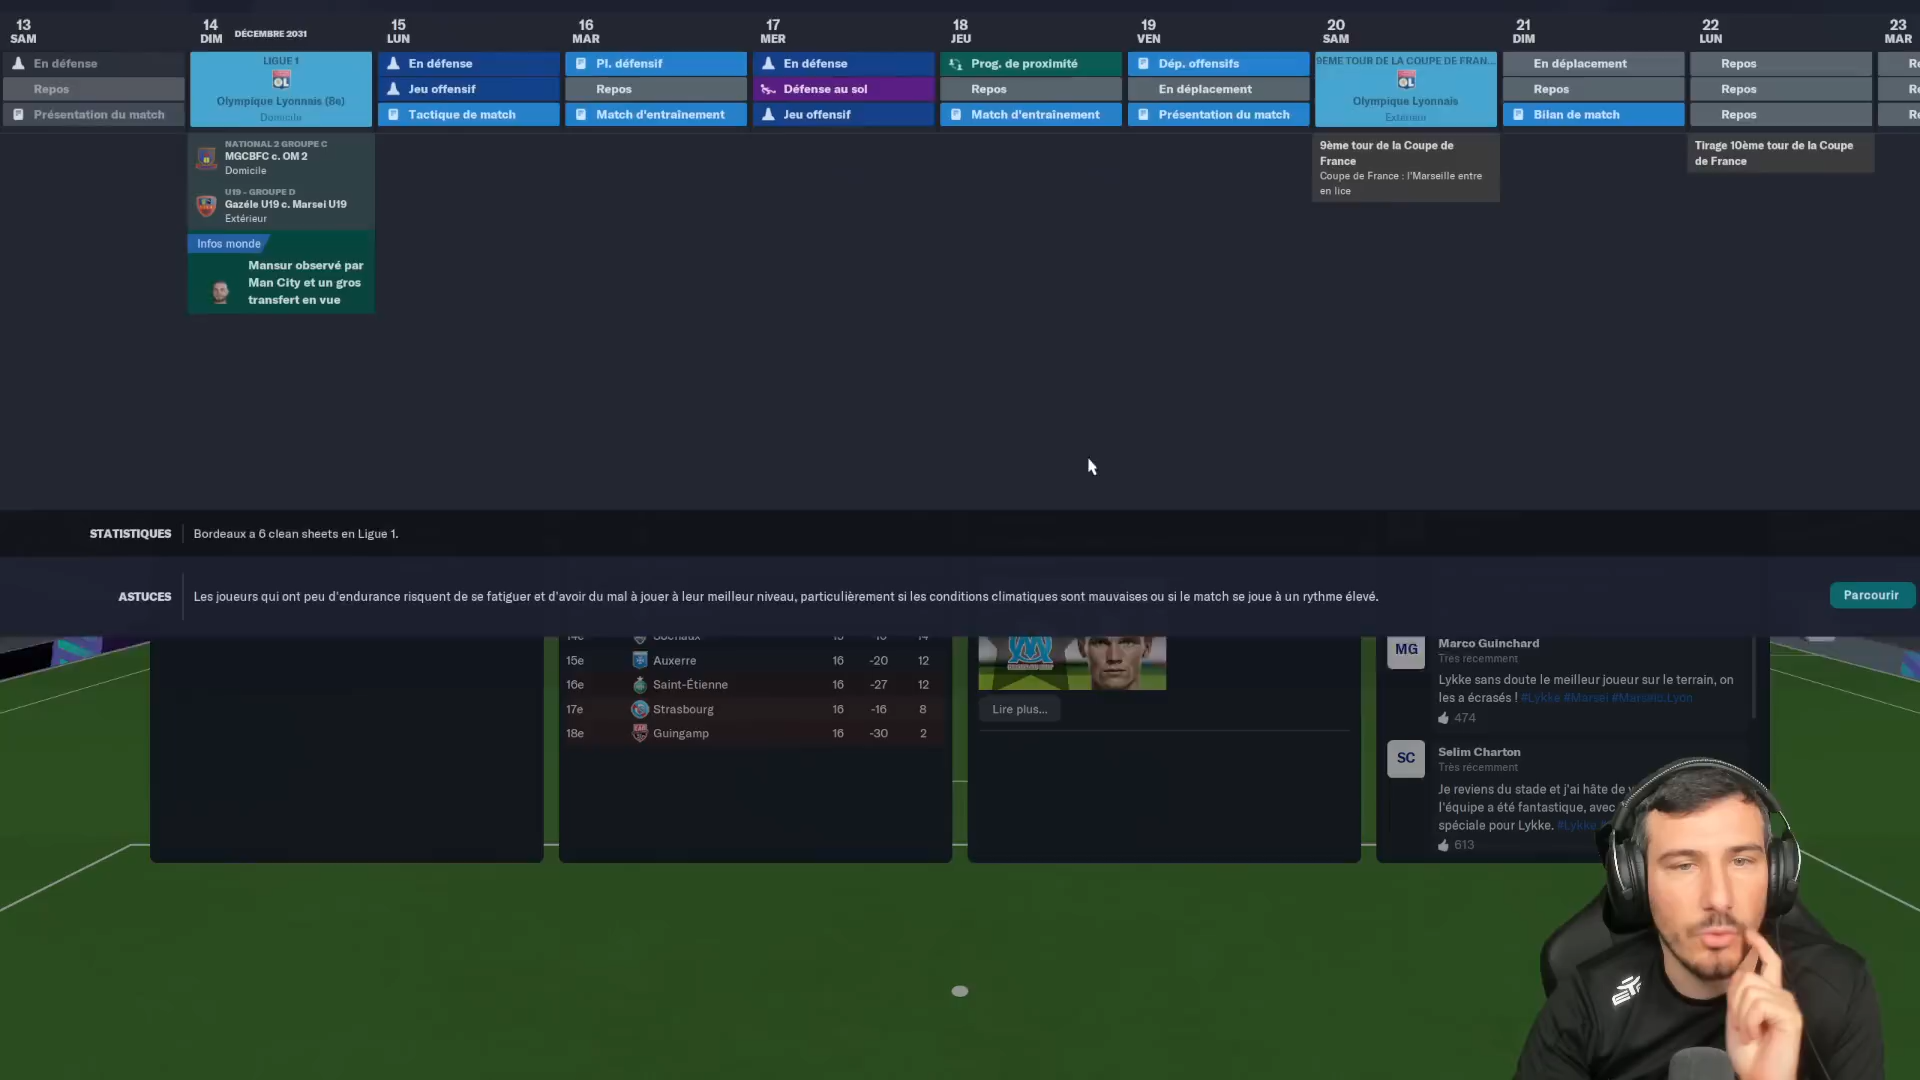 13
SAM
14
DIM
DÉCEMBRE 2031
15
LUN
16
MAR
17
MER
18
JEU
19
VEN
20
SAM
21
DIM
22
LUN
23
MAR
En défense
Repos
Présentation du match
LIGUE 1
Olympique Lyonnais (8e)
Domicile
En défense
Jeu offensif
Tactique de match
Pl. défensif
Repos
Match d'entraînement
En défense
Défense au sol
Jeu offensif
Prog. de proximité
Repos
Match d'entraînement
Dép. offensifs
En déplacement
Présentation du match
9EME TOUR DE LA COUPE DE FRAN...
Olympique Lyonnais
Extérieur
En déplacement
Repos
Bilan de match
Repos
Repos
Repos
NATIONAL 2 GROUPE C
MGCBFC c. OM 2
Domicile
U19 - GROUPE D
Gazéle U19 c. Marsei U19
Extérieur
Infos monde
Mansur observé par
Man City et un gros
transfert en vue
9ème tour de la Coupe de
France
Coupe de France : l'Marseille entre
en lice
Tirage 10ème tour de la Coupe
de France
STATISTIQUES
Bordeaux a 6 clean sheets en Ligue 1.
ASTUCES
Les joueurs qui ont peu d'endurance risquent de se fatiguer et d'avoir du mal à jouer à leur meilleur niveau, particulièrement si les conditions climatiques sont mauvaises ou si le match se joue à un rythme élevé.
Parcourir
15e Auxerre 16 -20 12
16e Saint-Étienne 16 -27 12
17e Strasbourg 16 -16 8
18e Guingamp 16 -30 2
Lire plus...
MG
Marco Guinchard
Très récemment
Lykke sans doute le meilleur joueur sur le terrain, on
les a écrasés ! #Lykke #Marsei #Marseis.Lyon
474
SC
Selim Charton
Très récemment
Je reviens du stade et j'ai hâte de
l'équipe a été fantastique, avec
spéciale pour Lykke. #Lykke
613